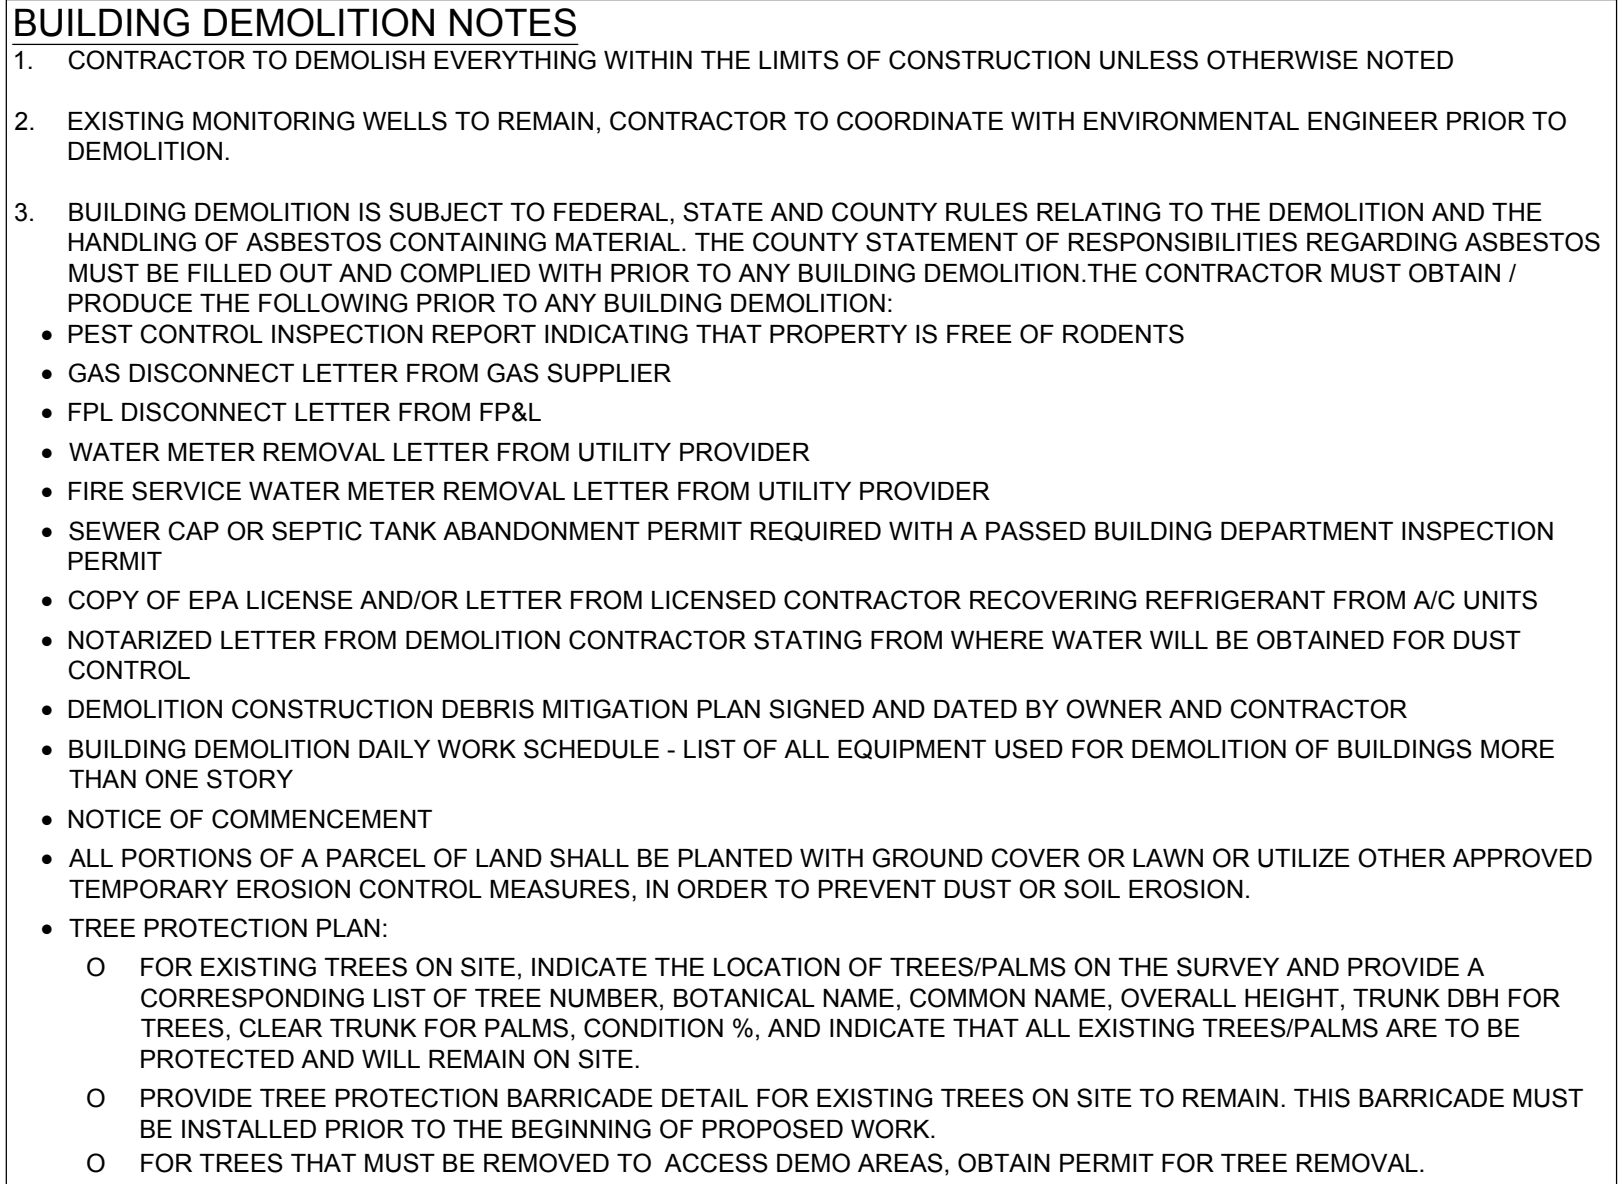 BUILDING DEMOLITION NOTES
1. CONTRACTOR TO DEMOLISH EVERYTHING WITHIN THE LIMITS OF CONSTRUCTION UNLESS OTHERWISE NOTED
2. EXISTING MONITORING WELLS TO REMAIN, CONTRACTOR TO COORDINATE WITH ENVIRONMENTAL ENGINEER PRIOR TO
DEMOLITION.
3. BUILDING DEMOLITION IS SUBJECT TO FEDERAL, STATE AND COUNTY RULES RELATING TO THE DEMOLITION AND THE
HANDLING OF ASBESTOS CONTAINING MATERIAL. THE COUNTY STATEMENT OF RESPONSIBILITIES REGARDING ASBESTOS
MUST BE FILLED OUT AND COMPLIED WITH PRIOR TO ANY BUILDING DEMOLITION.THE CONTRACTOR MUST OBTAIN /
PRODUCE THE FOLLOWING PRIOR TO ANY BUILDING DEMOLITION:
• PEST CONTROL INSPECTION REPORT INDICATING THAT PROPERTY IS FREE OF RODENTS
• GAS DISCONNECT LETTER FROM GAS SUPPLIER
• FPL DISCONNECT LETTER FROM FP&L
• WATER METER REMOVAL LETTER FROM UTILITY PROVIDER
• FIRE SERVICE WATER METER REMOVAL LETTER FROM UTILITY PROVIDER
• SEWER CAP OR SEPTIC TANK ABANDONMENT PERMIT REQUIRED WITH A PASSED BUILDING DEPARTMENT INSPECTION
PERMIT
• COPY OF EPA LICENSE AND/OR LETTER FROM LICENSED CONTRACTOR RECOVERING REFRIGERANT FROM A/C UNITS
• NOTARIZED LETTER FROM DEMOLITION CONTRACTOR STATING FROM WHERE WATER WILL BE OBTAINED FOR DUST
CONTROL
• DEMOLITION CONSTRUCTION DEBRIS MITIGATION PLAN SIGNED AND DATED BY OWNER AND CONTRACTOR
• BUILDING DEMOLITION DAILY WORK SCHEDULE - LIST OF ALL EQUIPMENT USED FOR DEMOLITION OF BUILDINGS MORE
THAN ONE STORY
• NOTICE OF COMMENCEMENT
• ALL PORTIONS OF A PARCEL OF LAND SHALL BE PLANTED WITH GROUND COVER OR LAWN OR UTILIZE OTHER APPROVED
TEMPORARY EROSION CONTROL MEASURES, IN ORDER TO PREVENT DUST OR SOIL EROSION.
• TREE PROTECTION PLAN:
O FOR EXISTING TREES ON SITE, INDICATE THE LOCATION OF TREES/PALMS ON THE SURVEY AND PROVIDE A
CORRESPONDING LIST OF TREE NUMBER, BOTANICAL NAME, COMMON NAME, OVERALL HEIGHT, TRUNK DBH FOR
TREES, CLEAR TRUNK FOR PALMS, CONDITION %, AND INDICATE THAT ALL EXISTING TREES/PALMS ARE TO BE
PROTECTED AND WILL REMAIN ON SITE.
O PROVIDE TREE PROTECTION BARRICADE DETAIL FOR EXISTING TREES ON SITE TO REMAIN. THIS BARRICADE MUST
BE INSTALLED PRIOR TO THE BEGINNING OF PROPOSED WORK.
O FOR TREES THAT MUST BE REMOVED TO ACCESS DEMO AREAS, OBTAIN PERMIT FOR TREE REMOVAL.